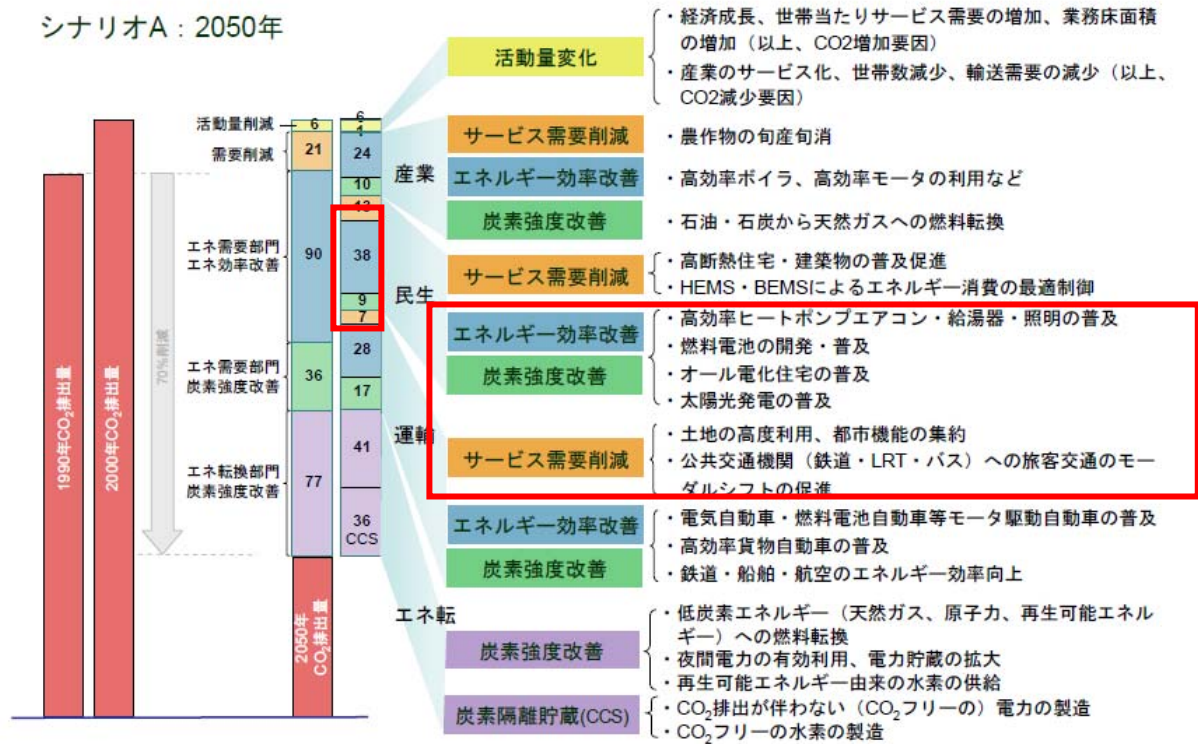 シナリオA：2050年
1990年CO₂排出量
2000年CO₂排出量
70%削減
活動量削減
需要削減
エネ需要部門
エネ効率改善
エネ需要部門
炭素強度改善
エネ転換部門
炭素強度改善
6
21
90
36
77
2050年
CO₂排出量
6
1
24
10
13
38
9
7
28
17
41
36
CCS
産業
民生
運輸
エネ転
活動量変化
・経済成長、世帯当たりサービス需要の増加、業務床面積
の増加（以上、CO2増加要因）
・産業のサービス化、世帯数減少、輸送需要の減少（以上、
CO2減少要因）
サービス需要削減
・農作物の旬産旬消
エネルギー効率改善
・高効率ボイラ、高効率モータの利用など
炭素強度改善
・石油・石炭から天然ガスへの燃料転換
サービス需要削減
・高断熱住宅・建築物の普及促進
・HEMS・BEMSによるエネルギー消費の最適制御
エネルギー効率改善
炭素強度改善
・高効率ヒートポンプエアコン・給湯器・照明の普及
・燃料電池の開発・普及
・オール電化住宅の普及
・太陽光発電の普及
サービス需要削減
・土地の高度利用、都市機能の集約
・公共交通機関（鉄道・LRT・バス）への旅客交通のモー
ダルシフトの促進
エネルギー効率改善
炭素強度改善
・電気自動車・燃料電池自動車等モータ駆動自動車の普及
・高効率貨物自動車の普及
・鉄道・船舶・航空のエネルギー効率向上
炭素強度改善
・低炭素エネルギー（天然ガス、原子力、再生可能エネル
ギー）への燃料転換
・夜間電力の有効利用、電力貯蔵の拡大
・再生可能エネルギー由来の水素の供給
炭素隔離貯蔵(CCS)
・CO₂排出が伴わない（CO₂フリーの）電力の製造
・CO₂フリーの水素の製造